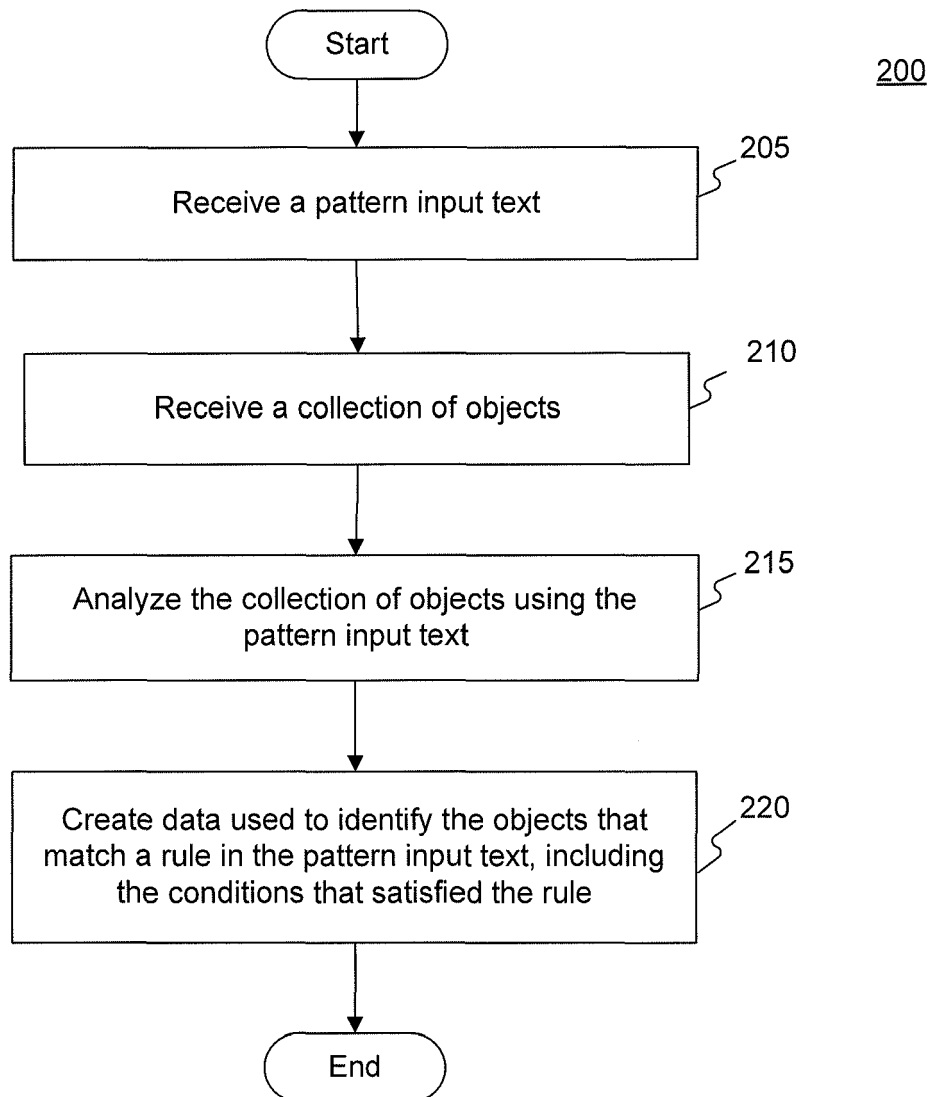 Start
200
205
Receive a pattern input text
210
Receive a collection of objects
215
Analyze the collection of objects using the
pattern input text
220
Create data used to identify the objects that
match a rule in the pattern input text, including
the conditions that satisfied the rule
End